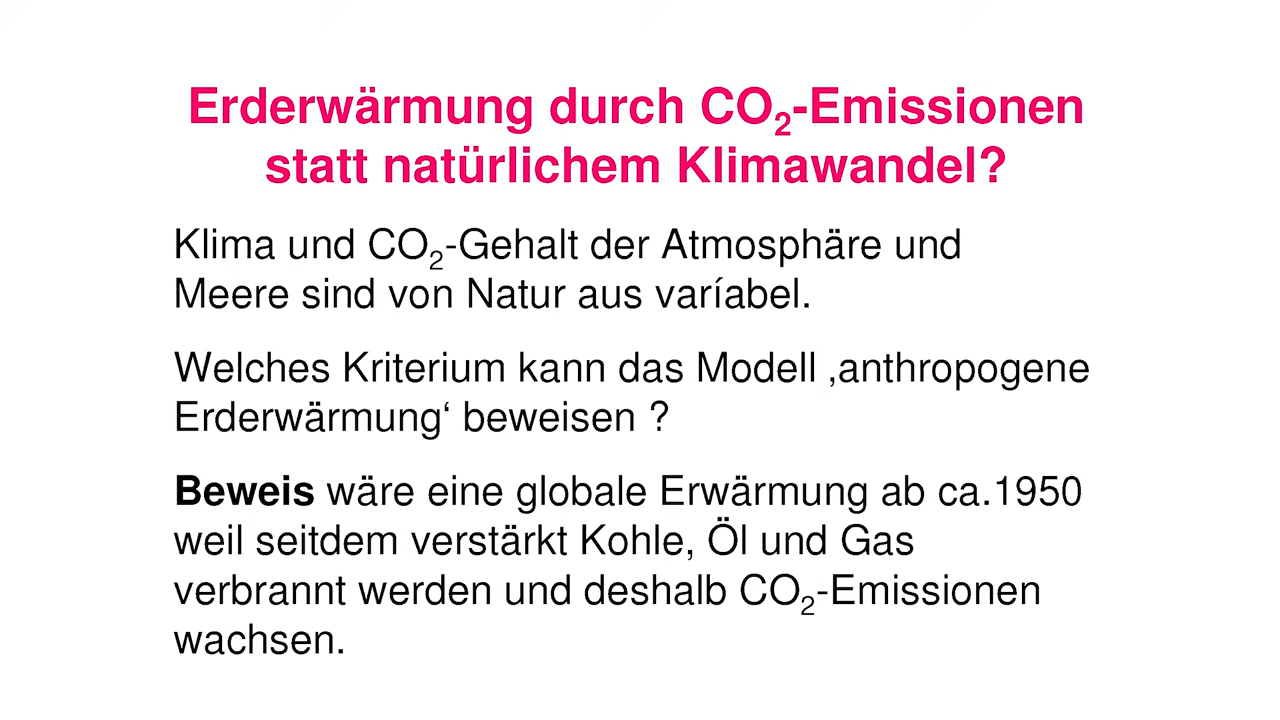 Erderwärmung durch CO₂-Emissionen
statt natürlichem Klimawandel?
Klima und CO₂-Gehalt der Atmosphäre und
Meere sind von Natur aus varíabel.
Welches Kriterium kann das Modell ‚anthropogene
Erderwärmung‘ beweisen ?
Beweis wäre eine globale Erwärmung ab ca.1950
weil seitdem verstärkt Kohle, Öl und Gas
verbrannt werden und deshalb CO₂-Emissionen
wachsen.